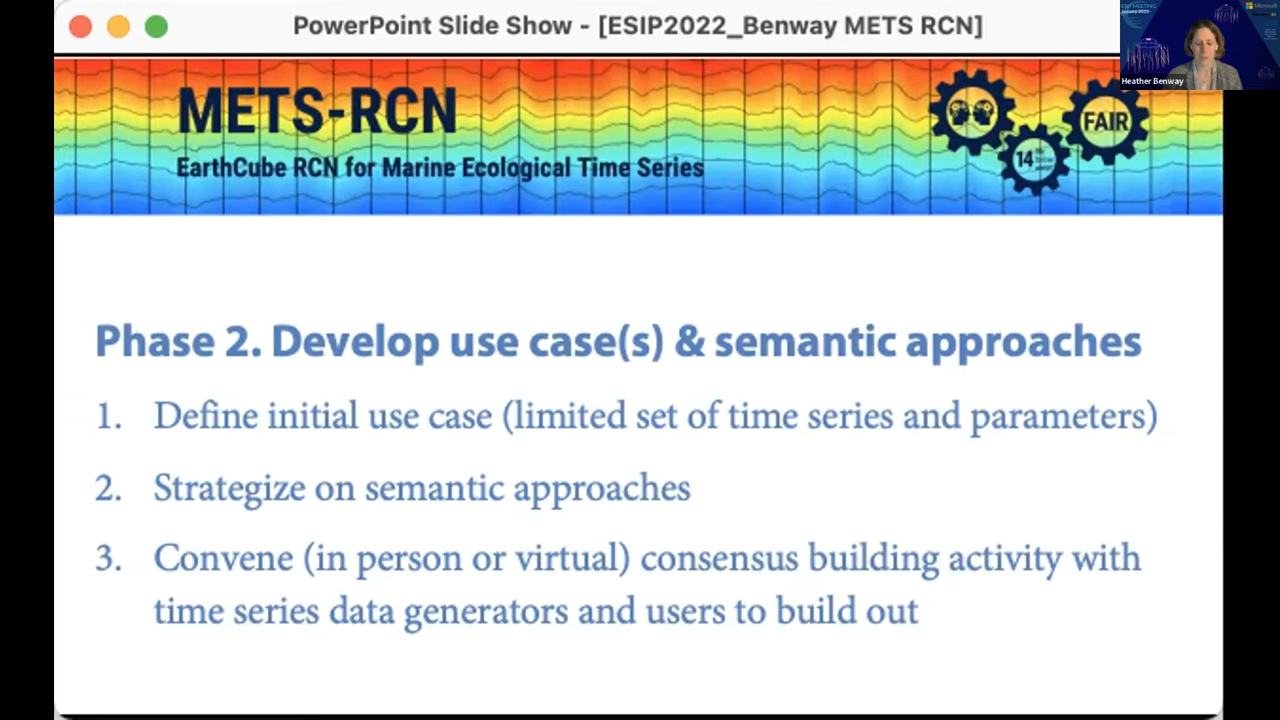 PowerPoint Slide Show - [ESIP2022_Benway METS RCN]
ESIP MEETING
Microsoft
Heather Benway
METS-RCN
EarthCube RCN for Marine Ecological Time Series
FAIR
14
Phase 2. Develop use case(s) & semantic approaches
1. Define initial use case (limited set of time series and parameters)
2. Strategize on semantic approaches
3. Convene (in person or virtual) consensus building activity with
time series data generators and users to build out